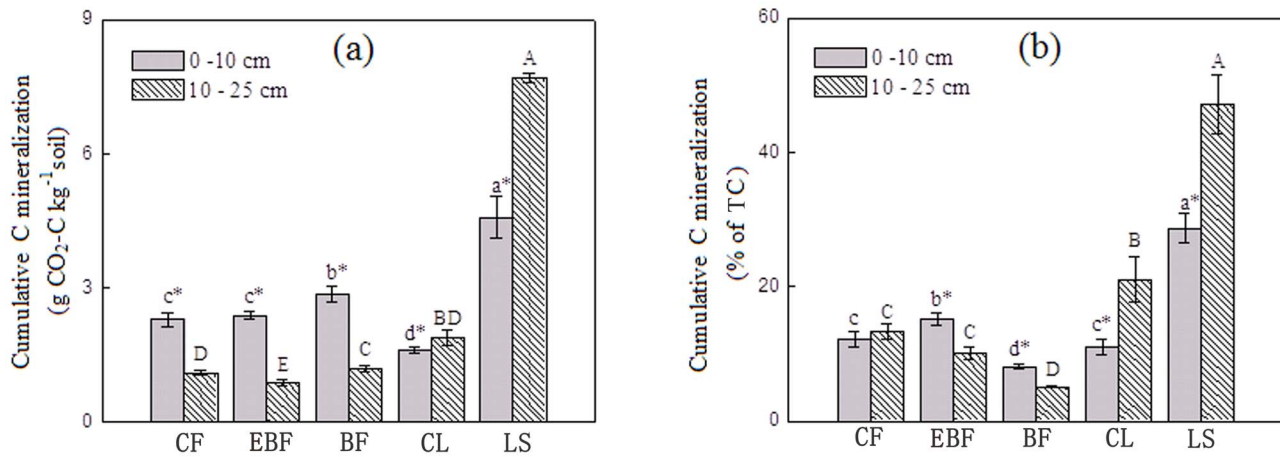 Cumulative C mineralization
(g CO₂-C kg⁻¹soil)
9
6
3
0
(a)
0 -10 cm
10 - 25 cm
c*
D
c*
E
b*
C
d*
BD
a*
A
CF EBF BF CL LS
Cumulative C mineralization
(% of TC)
60
40
20
0
(b)
0 -10 cm
10 - 25 cm
c
C
b*
C
d*
D
c*
B
a*
A
CF EBF BF CL LS